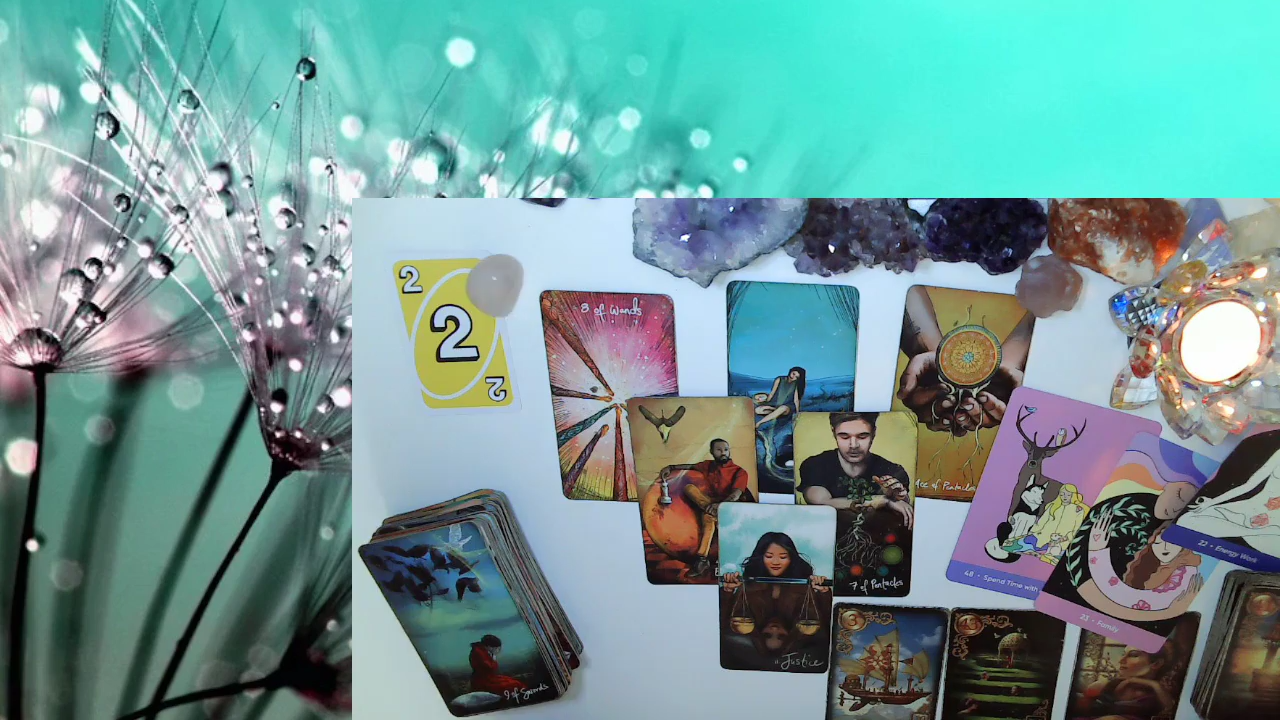 2
2
2
8 of Wands
Ace of Pentacles
7 of Pentacles
Justice
9 of Swords
48 • Spend Time with
23 • Family
22 • Energy Work